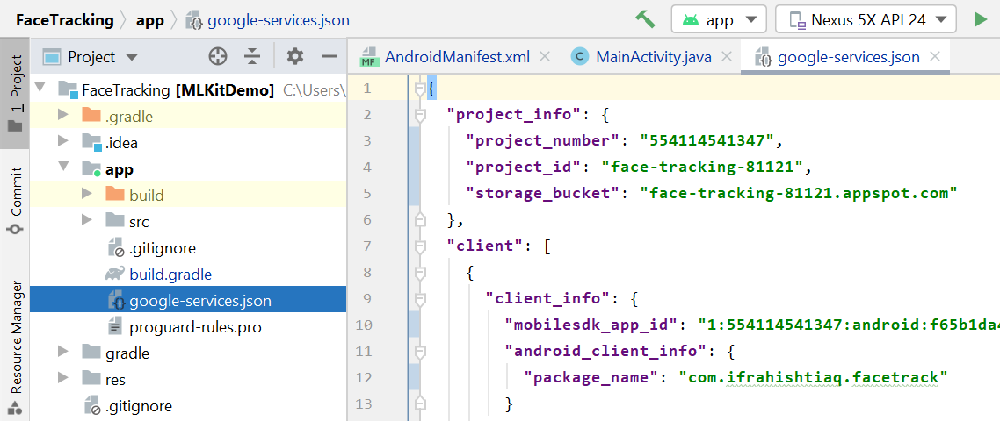 FaceTracking app google-services.json app Nexus 5X API 24
1: Project
Commit
Resource Manager
Project
FaceTracking [MLKitDemo] C:\Users\
.gradle
.idea
app
build
src
.gitignore
build.gradle
google-services.json
proguard-rules.pro
gradle
res
.gitignore
MF AndroidManifest.xml C MainActivity.java google-services.json
1 {
2 "project_info": {
3 "project_number": "554114541347",
4 "project_id": "face-tracking-81121",
5 "storage_bucket": "face-tracking-81121.appspot.com"
6 },
7 "client": [
8 {
9 "client_info": {
10 "mobilesdk_app_id": "1:554114541347:android:f65b1da4
11 "android_client_info": {
12 "package_name": "com.ifrahishtiaq.facetrack"
13 }